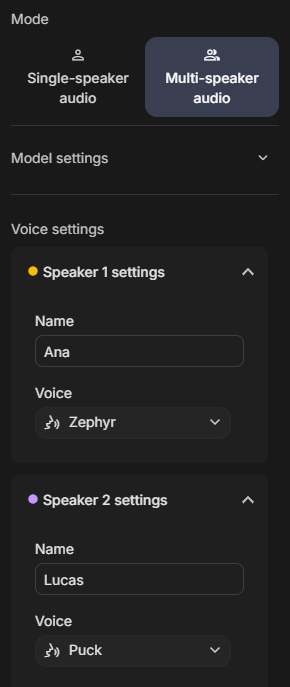 Mode
Single-speaker
audio
Multi-speaker
audio
Model settings
Voice settings
Speaker 1 settings
Name
Ana
Voice
Zephyr
Speaker 2 settings
Name
Lucas
Voice
Puck